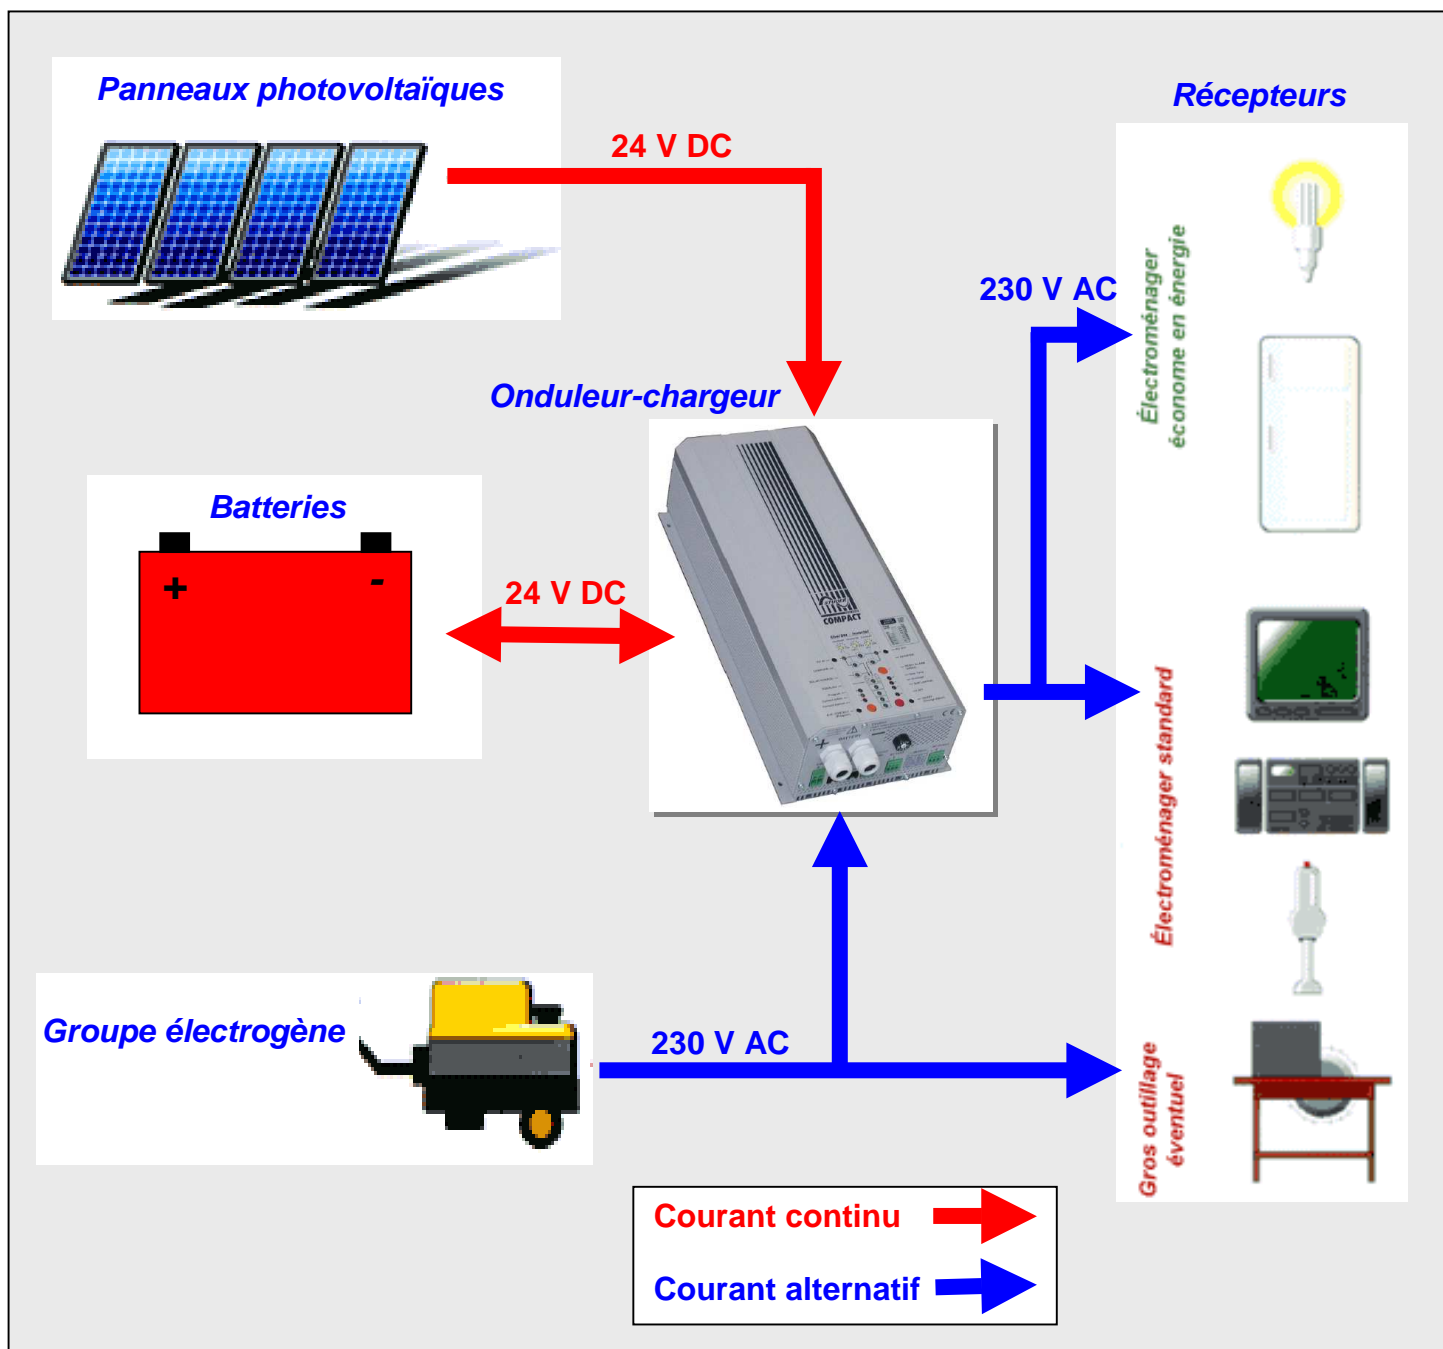 Panneaux photovoltaïques
Récepteurs
24 V DC
230 V AC
Électroménager
économe en énergie
Onduleur-chargeur
Batteries
+
-
24 V DC
COMPACT
Électroménager standard
Groupe électrogène
230 V AC
Gros outillage
éventuel
Courant continu
Courant alternatif